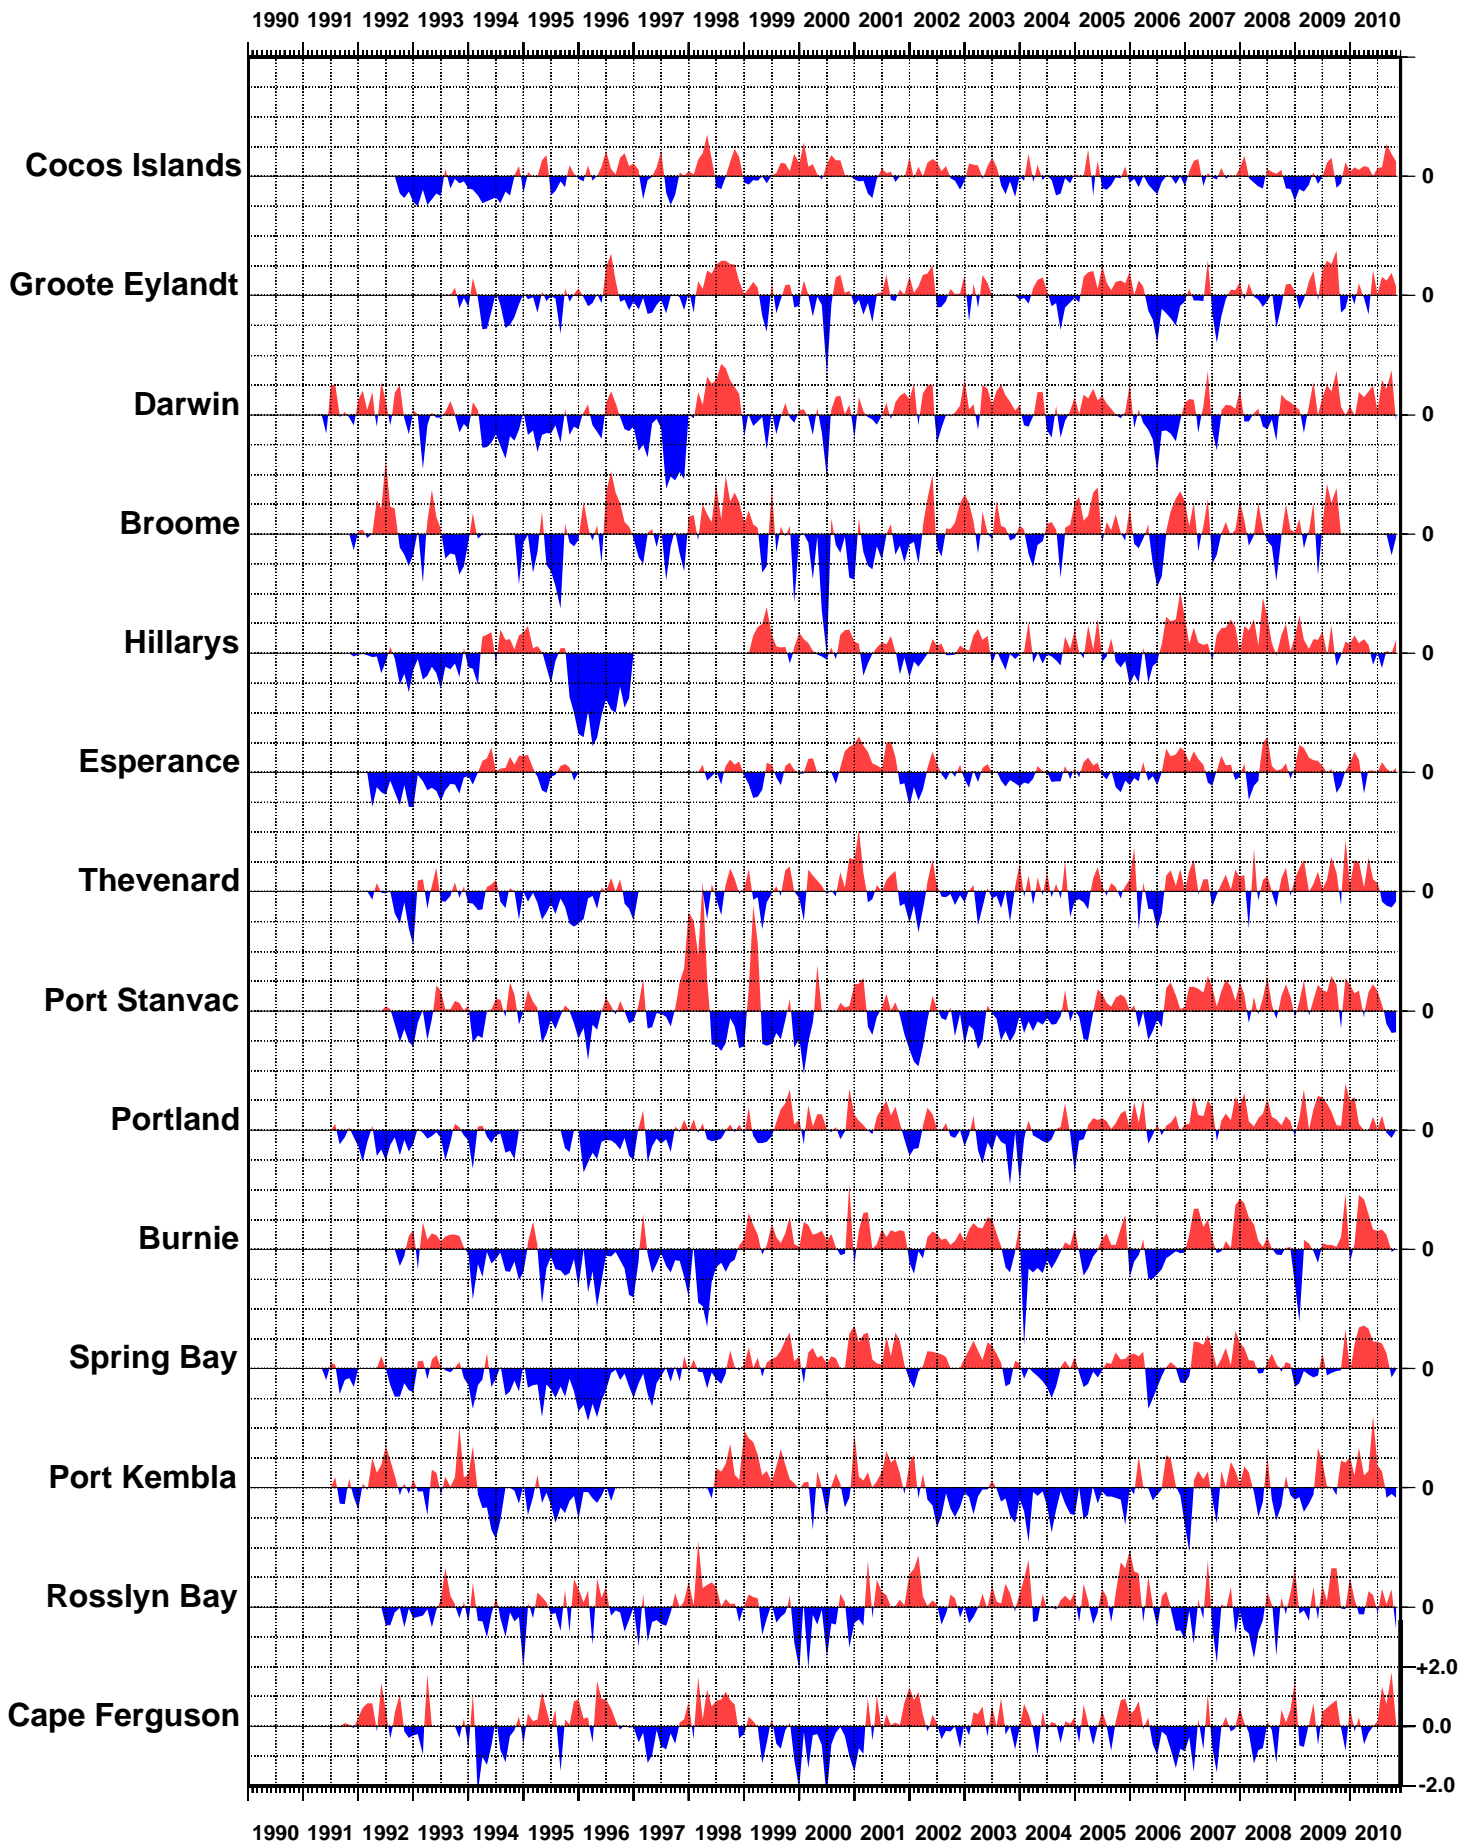 1990 1991 1992 1993 1994 1995 1996 1997 1998 1999 2000 2001 2002 2003 2004 2005 2006 2007 2008 2009 2010
Cocos Islands 0
Groote Eylandt 0
Darwin 0
Broome 0
Hillarys 0
Esperance 0
Thevenard 0
Port Stanvac 0
Portland 0
Burnie 0
Spring Bay 0
Port Kembla 0
Rosslyn Bay 0
+2.0
Cape Ferguson 0.0
-2.0
1990 1991 1992 1993 1994 1995 1996 1997 1998 1999 2000 2001 2002 2003 2004 2005 2006 2007 2008 2009 2010